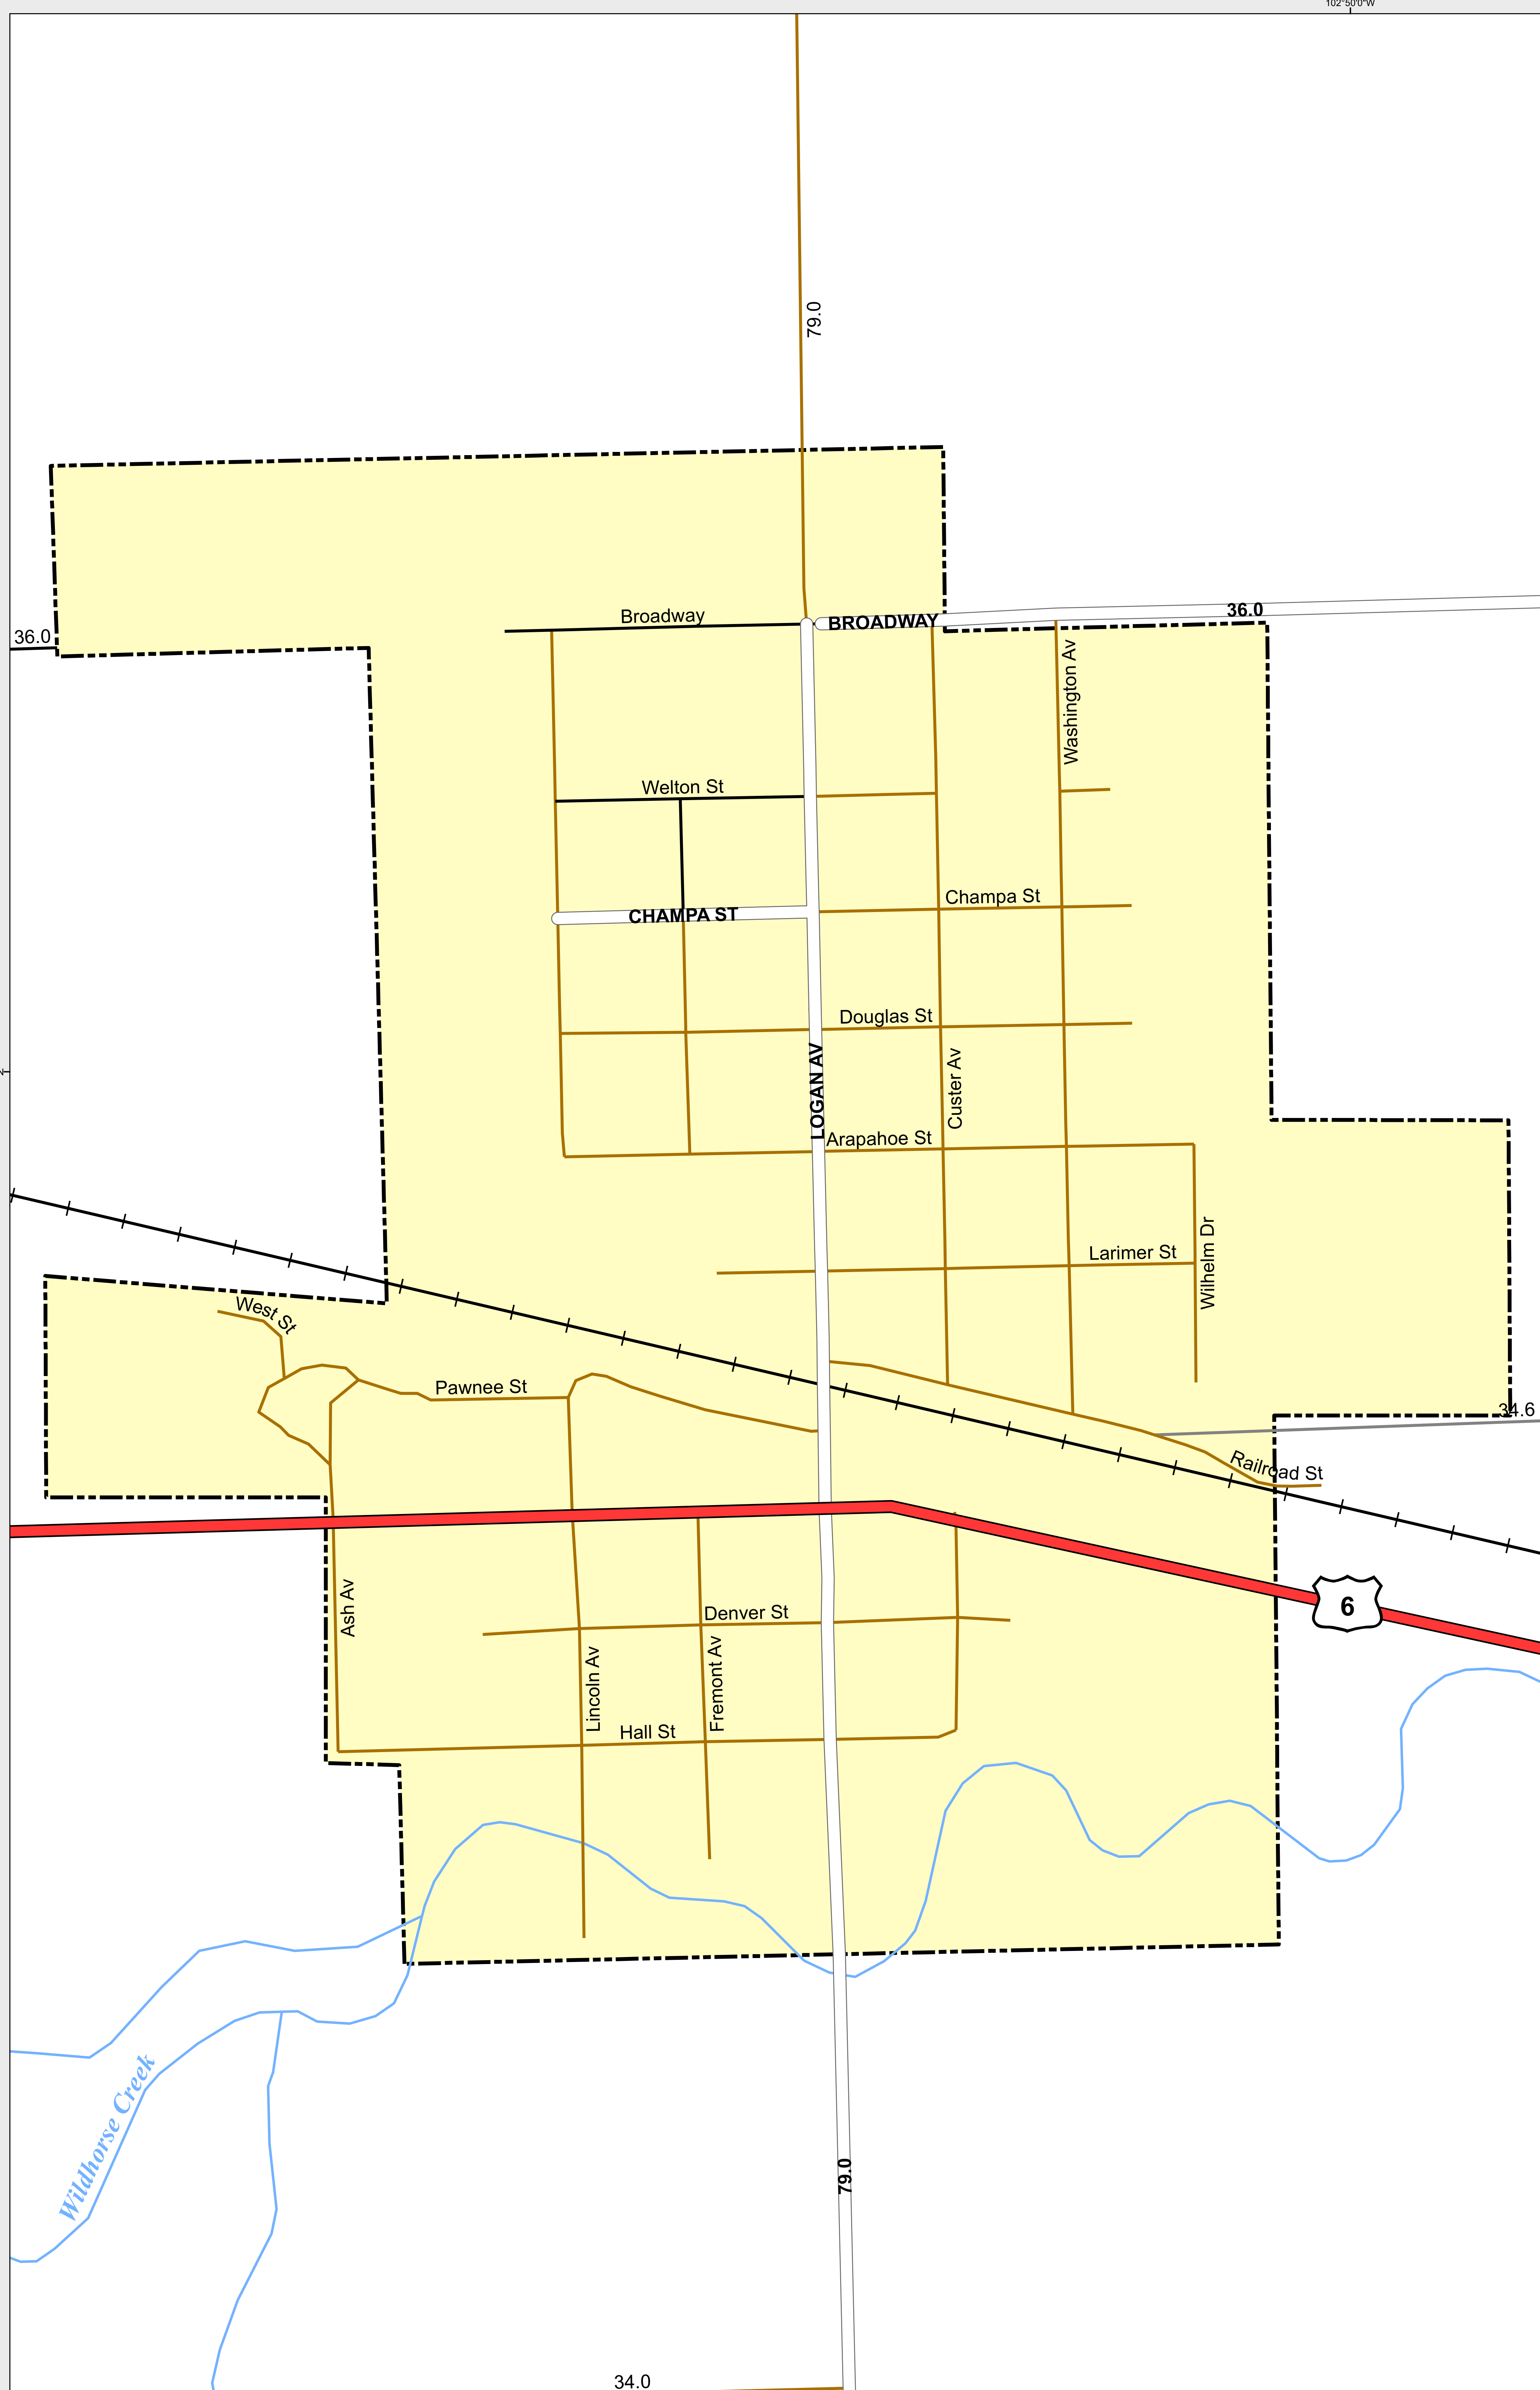 102°50'0"W
79.0
36.0
Broadway
BROADWAY
36.0
Washington Av
Welton St
Champa St
CHAMPA ST
Douglas St
LOGAN AV
Custer Av
Arapahoe St
Larimer St
Wilhelm Dr
West St
Pawnee St
34.6
Railroad St
6
Ash Av
Denver St
Lincoln Av
Fremont Av
Hall St
Wildhorse Creek
79.0
34.0